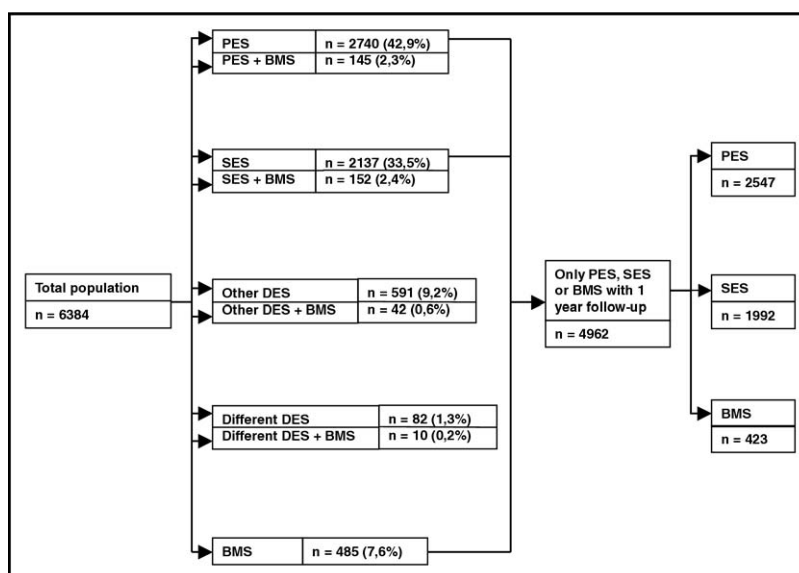 PES n = 2740 (42,9%)
PES + BMS n = 145 (2,3%)
SES n = 2137 (33,5%)
SES + BMS n = 152 (2,4%)
Total population
n = 6384
Other DES n = 591 (9,2%)
Other DES + BMS n = 42 (0,6%)
Different DES n = 82 (1,3%)
Different DES + BMS n = 10 (0,2%)
BMS n = 485 (7,6%)
Only PES, SES
or BMS with 1
year follow-up
n = 4962
PES
n = 2547
SES
n = 1992
BMS
n = 423